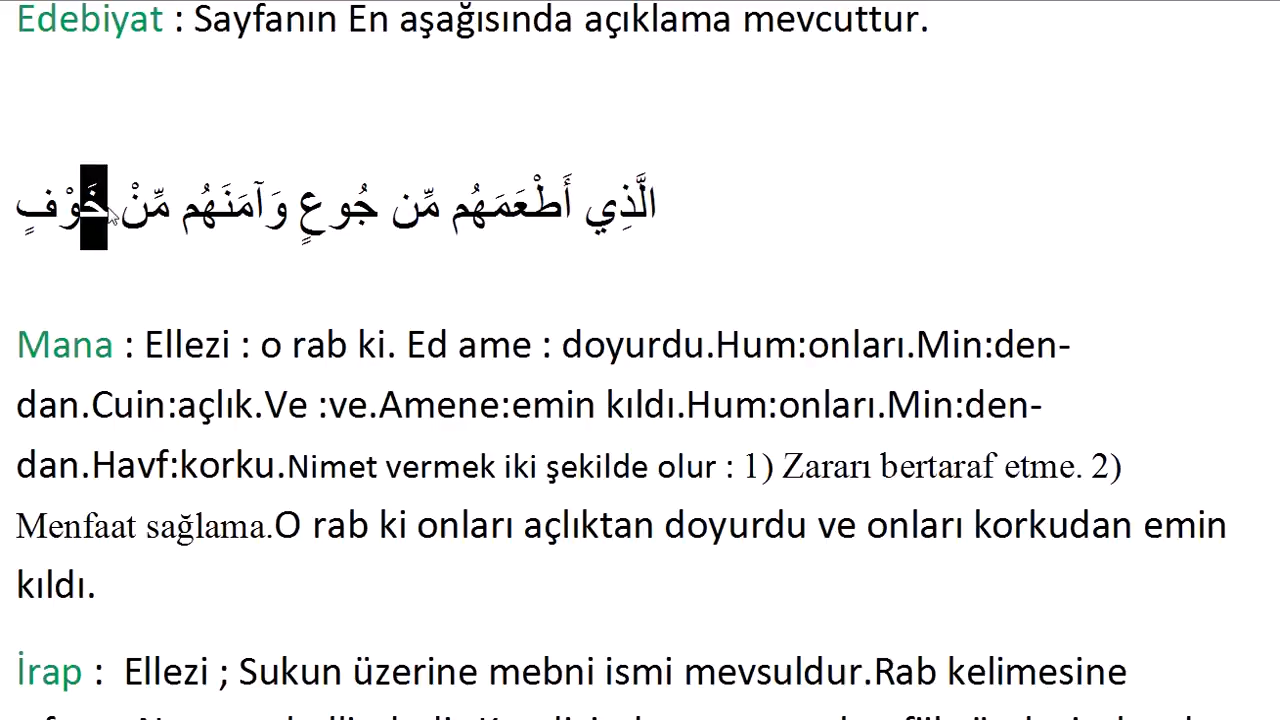 Edebiyat : Sayfanın En aşağısında açıklama mevcuttur.
الَّذِي أَطْعَمَهُم مِّن جُوعٍ وَآمَنَهُم مِّنْ خَوْفٍ
Mana : Ellezi : o rab ki. Ed ame : doyurdu.Hum:onları.Min:den-
dan.Cuin:açlık.Ve :ve.Amene:emin kıldı.Hum:onları.Min:den-
dan.Havf:korku.Nimet vermek iki şekilde olur : 1) Zararı bertaraf etme. 2)
Menfaat sağlama.O rab ki onları açlıktan doyurdu ve onları korkudan emin
kıldı.
İrap : Ellezi ; Sukun üzerine mebni ismi mevsuldur.Rab kelimesine